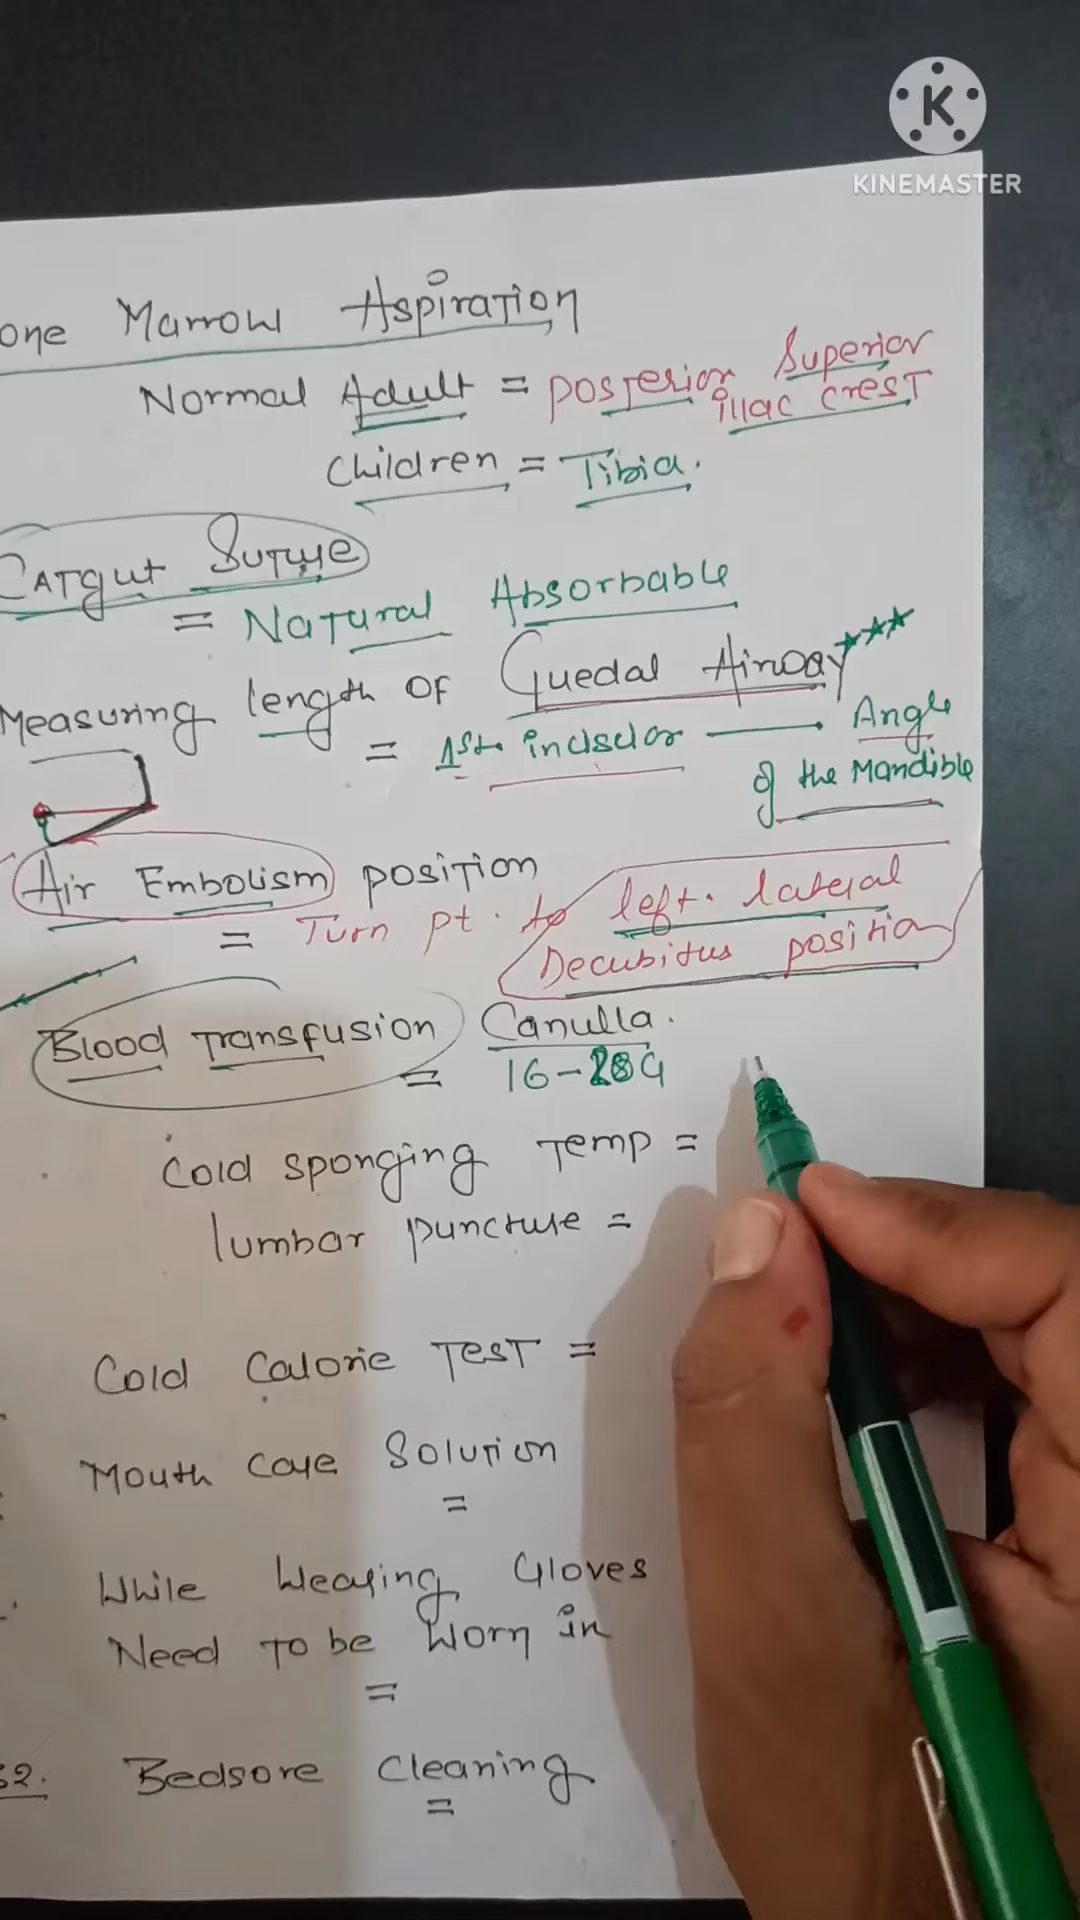 KINEMASTER
one Marrow Aspiration
Normal Adult = Posterior Superior
illac crest
Children = Tibia.
Catgut Suture
= Natural Absorbable
Measuring length of Guedal Airway ***
= 1st incisior — Angle
of the Mandible
Air Embolism position
= Turn pt. to left. lateral
Decubitus position
Blood Transfusion Canulla.
= 16-G
Cold sponging Temp =
lumbar puncture =
Cold Calorie Test =
Mouth Care Solution
=
While Wearing Gloves
Need To be Worn in
=
32. Bedsore Cleaning
=